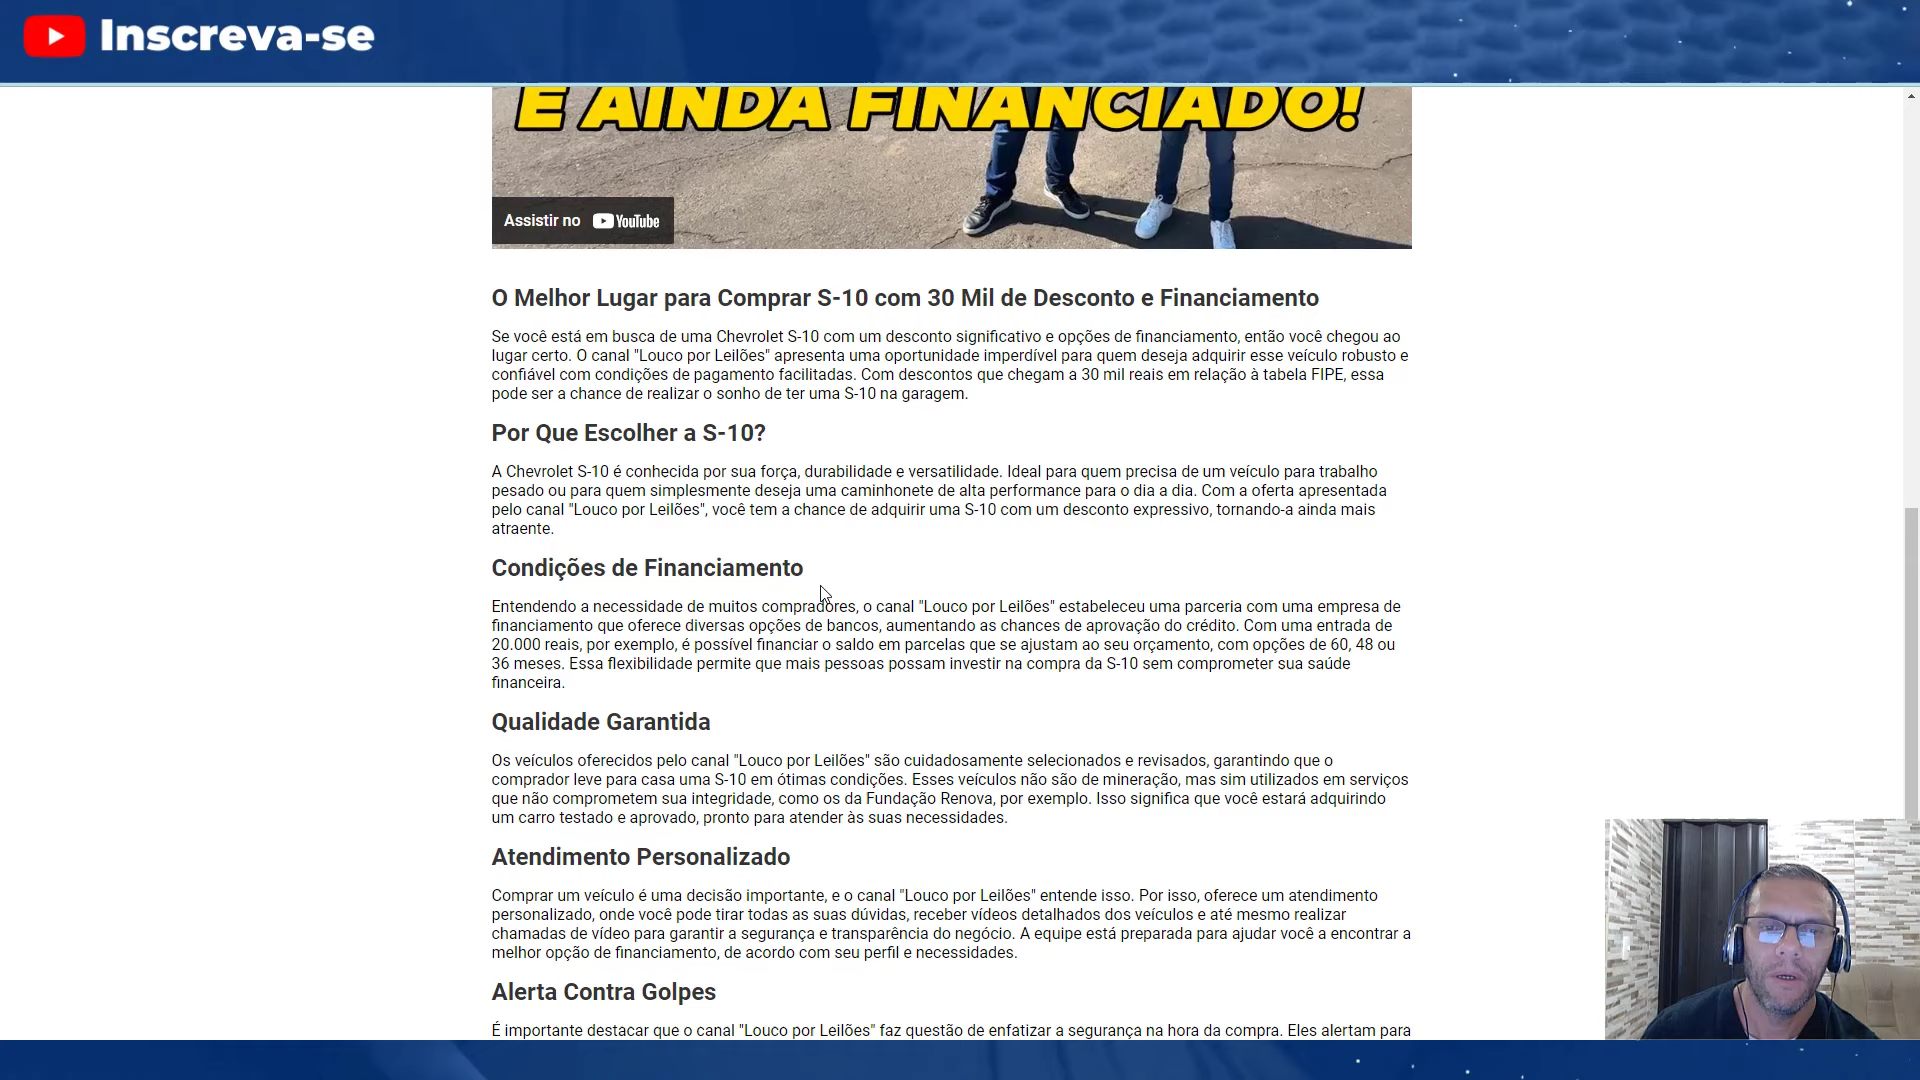 Inscreva-se
E AINDA FINANCIADO!
Assistir no YouTube
O Melhor Lugar para Comprar S-10 com 30 Mil de Desconto e Financiamento
Se você está em busca de uma Chevrolet S-10 com um desconto significativo e opções de financiamento, então você chegou ao
lugar certo. O canal "Louco por Leilões" apresenta uma oportunidade imperdível para quem deseja adquirir esse veículo robusto e
confiável com condições de pagamento facilitadas. Com descontos que chegam a 30 mil reais em relação à tabela FIPE, essa
pode ser a chance de realizar o sonho de ter uma S-10 na garagem.
Por Que Escolher a S-10?
A Chevrolet S-10 é conhecida por sua força, durabilidade e versatilidade. Ideal para quem precisa de um veículo para trabalho
pesado ou para quem simplesmente deseja uma caminhonete de alta performance para o dia a dia. Com a oferta apresentada
pelo canal "Louco por Leilões", você tem a chance de adquirir uma S-10 com um desconto expressivo, tornando-a ainda mais
atraente.
Condições de Financiamento
Entendendo a necessidade de muitos compradores, o canal "Louco por Leilões" estabeleceu uma parceria com uma empresa de
financiamento que oferece diversas opções de bancos, aumentando as chances de aprovação do crédito. Com uma entrada de
20.000 reais, por exemplo, é possível financiar o saldo em parcelas que se ajustam ao seu orçamento, com opções de 60, 48 ou
36 meses. Essa flexibilidade permite que mais pessoas possam investir na compra da S-10 sem comprometer sua saúde
financeira.
Qualidade Garantida
Os veículos oferecidos pelo canal "Louco por Leilões" são cuidadosamente selecionados e revisados, garantindo que o
comprador leve para casa uma S-10 em ótimas condições. Esses veículos não são de mineração, mas sim utilizados em serviços
que não comprometem sua integridade, como os da Fundação Renova, por exemplo. Isso significa que você estará adquirindo
um carro testado e aprovado, pronto para atender às suas necessidades.
Atendimento Personalizado
Comprar um veículo é uma decisão importante, e o canal "Louco por Leilões" entende isso. Por isso, oferece um atendimento
personalizado, onde você pode tirar todas as suas dúvidas, receber vídeos detalhados dos veículos e até mesmo realizar
chamadas de vídeo para garantir a segurança e transparência do negócio. A equipe está preparada para ajudar você a encontrar a
melhor opção de financiamento, de acordo com seu perfil e necessidades.
Alerta Contra Golpes
É importante destacar que o canal "Louco por Leilões" faz questão de enfatizar a segurança na hora da compra. Eles alertam para